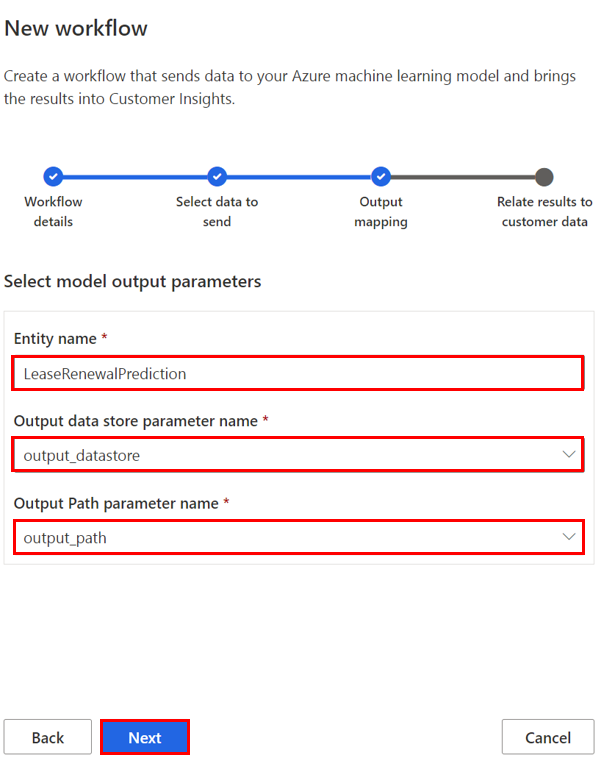 New workflow
Create a workflow that sends data to your Azure machine learning model and brings
the results into Customer Insights.
Workflow
details
Select data to
send
Output
mapping
Relate results to
customer data
Select model output parameters
Entity name *
LeaseRenewalPrediction
Output data store parameter name *
output_datastore
Output Path parameter name *
output_path
Back
Next
Cancel